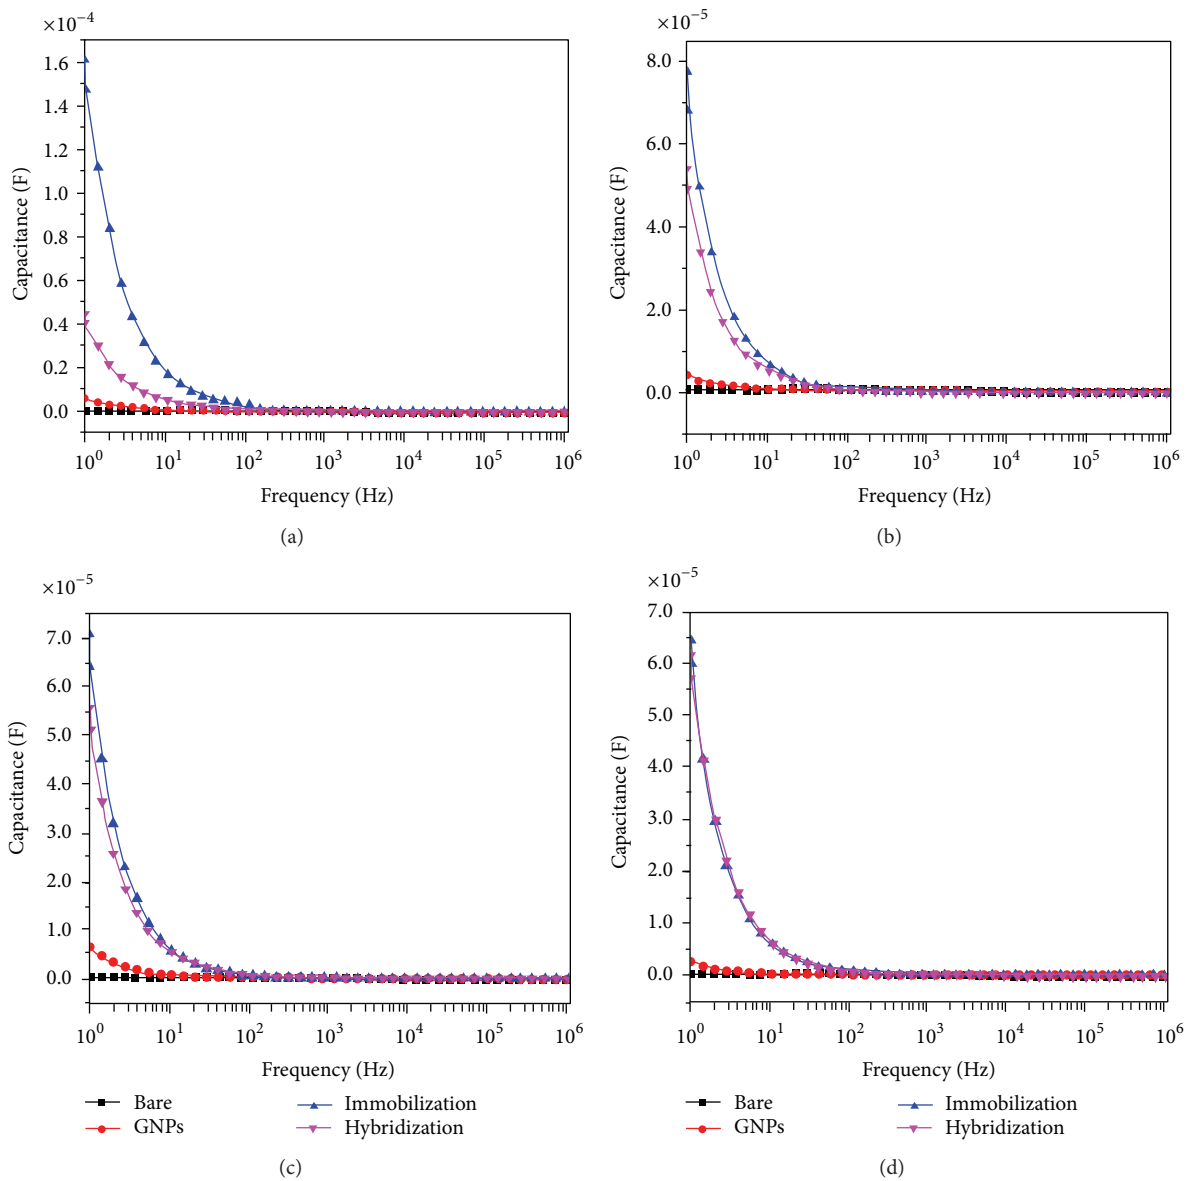 ×10⁻⁴
1.6
1.4
1.2
1.0
0.8
0.6
0.4
0.2
0.0
Capacitance (F)
10⁰ 10¹ 10² 10³ 10⁴ 10⁵ 10⁶
Frequency (Hz)
(a)
×10⁻⁵
8.0
6.0
4.0
2.0
0.0
Capacitance (F)
10⁰ 10¹ 10² 10³ 10⁴ 10⁵ 10⁶
Frequency (Hz)
(b)
×10⁻⁵
7.0
6.0
5.0
4.0
3.0
2.0
1.0
0.0
Capacitance (F)
10⁰ 10¹ 10² 10³ 10⁴ 10⁵ 10⁶
Frequency (Hz)
Bare
GNPs
Immobilization
Hybridization
(c)
×10⁻⁵
7.0
6.0
5.0
4.0
3.0
2.0
1.0
0.0
Capacitance (F)
10⁰ 10¹ 10² 10³ 10⁴ 10⁵ 10⁶
Frequency (Hz)
Bare
GNPs
Immobilization
Hybridization
(d)